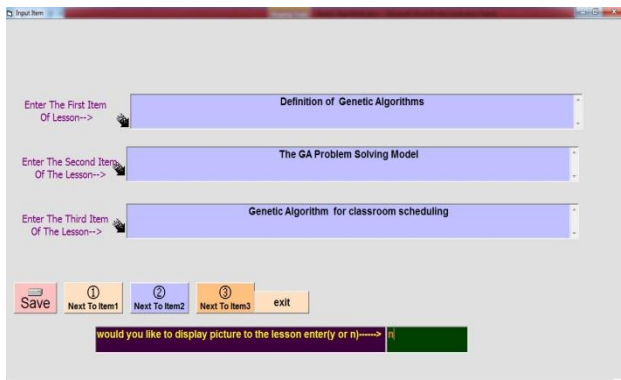 Input Item
Enter The First Item
Of Lesson-->
Definition of Genetic Algorithms
Enter The Second Item
Of The Lesson-->
The GA Problem Solving Model
Enter The Third Item
Of The Lesson-->
Genetic Algorithm for classroom scheduling
Save
1
Next To Item1
2
Next To Item2
3
Next To Item3
exit
would you like to display picture to the lesson enter(y or n)------>
n